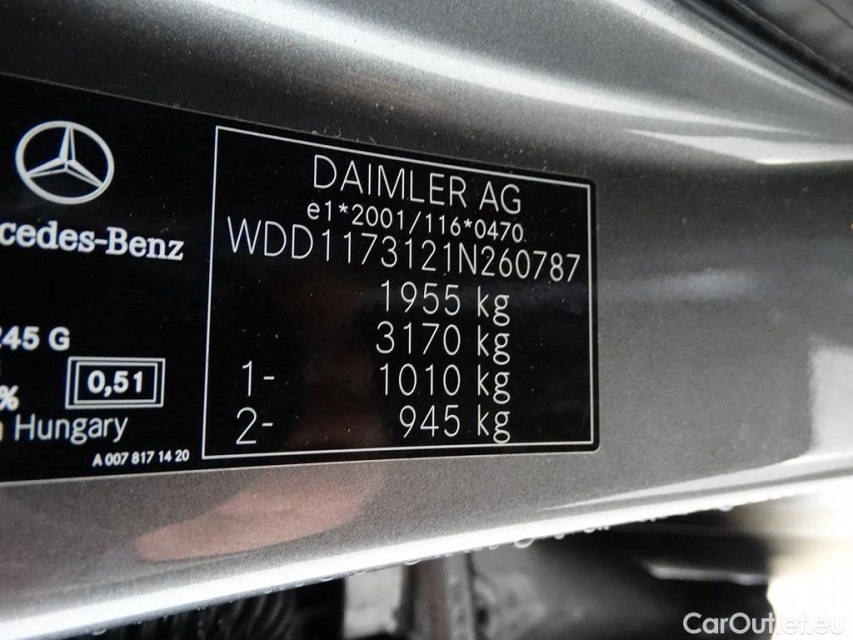 cedes-Benz
245 G
%
0,51
Hungary
A 007 817 14 20
DAIMLER AG
e1*2001/116*0470
WDD1173121N260787
1955 kg
3170 kg
1- 1010 kg
2- 945 kg
CarOutlet.eu